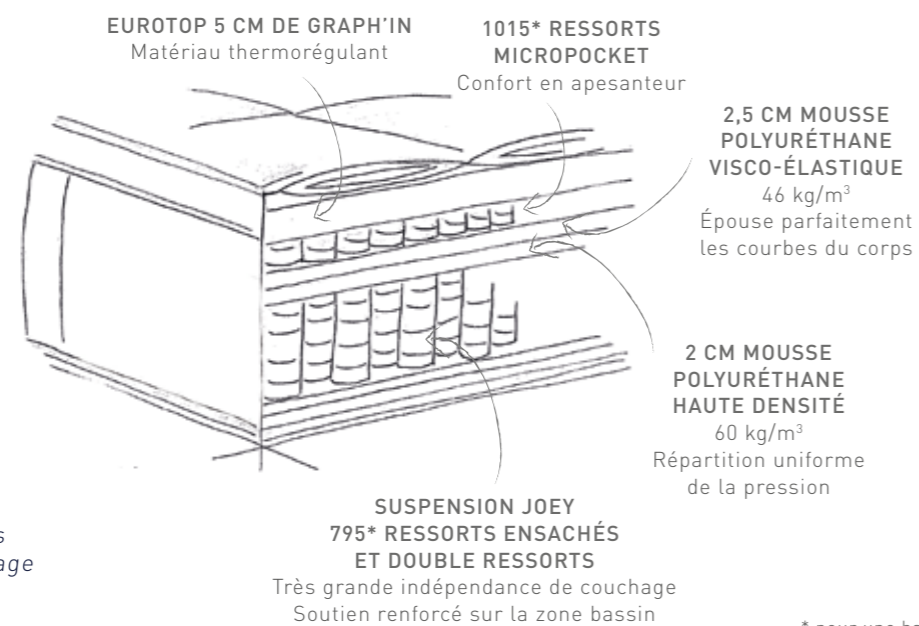 EUROTOP 5 CM DE GRAPH'IN
Matériau thermorégulant
1015* RESSORTS
MICROPOCKET
Confort en apesanteur
2,5 CM MOUSSE
POLYURÉTHANE
VISCO-ÉLASTIQUE
46 kg/m³
Épouse parfaitement
les courbes du corps
2 CM MOUSSE
POLYURÉTHANE
HAUTE DENSITÉ
60 kg/m³
Répartition uniforme
de la pression
SUSPENSION JOEY
795* RESSORTS ENSACHÉS
ET DOUBLE RESSORTS
Très grande indépendance de couchage
Soutien renforcé sur la zone bassin
* pour une